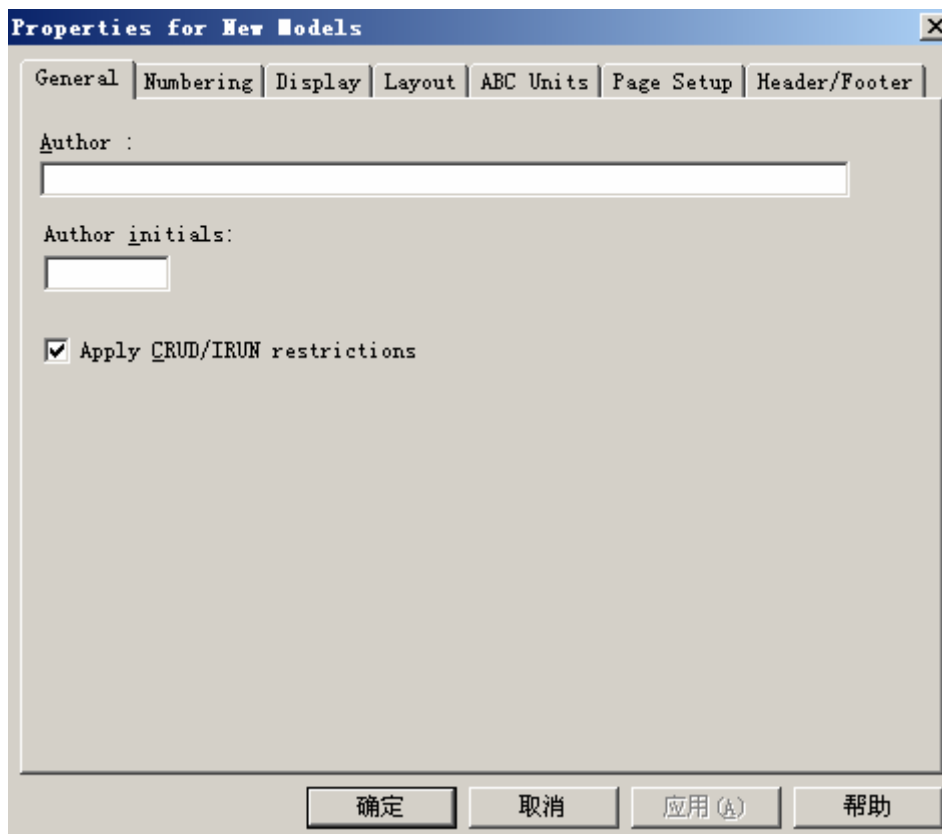 Properties for New Models
General Numbering Display Layout ABC Units Page Setup Header/Footer
Author :
Author initials:
Apply CRUD/IRUN restrictions
确定 取消 应用(A) 帮助